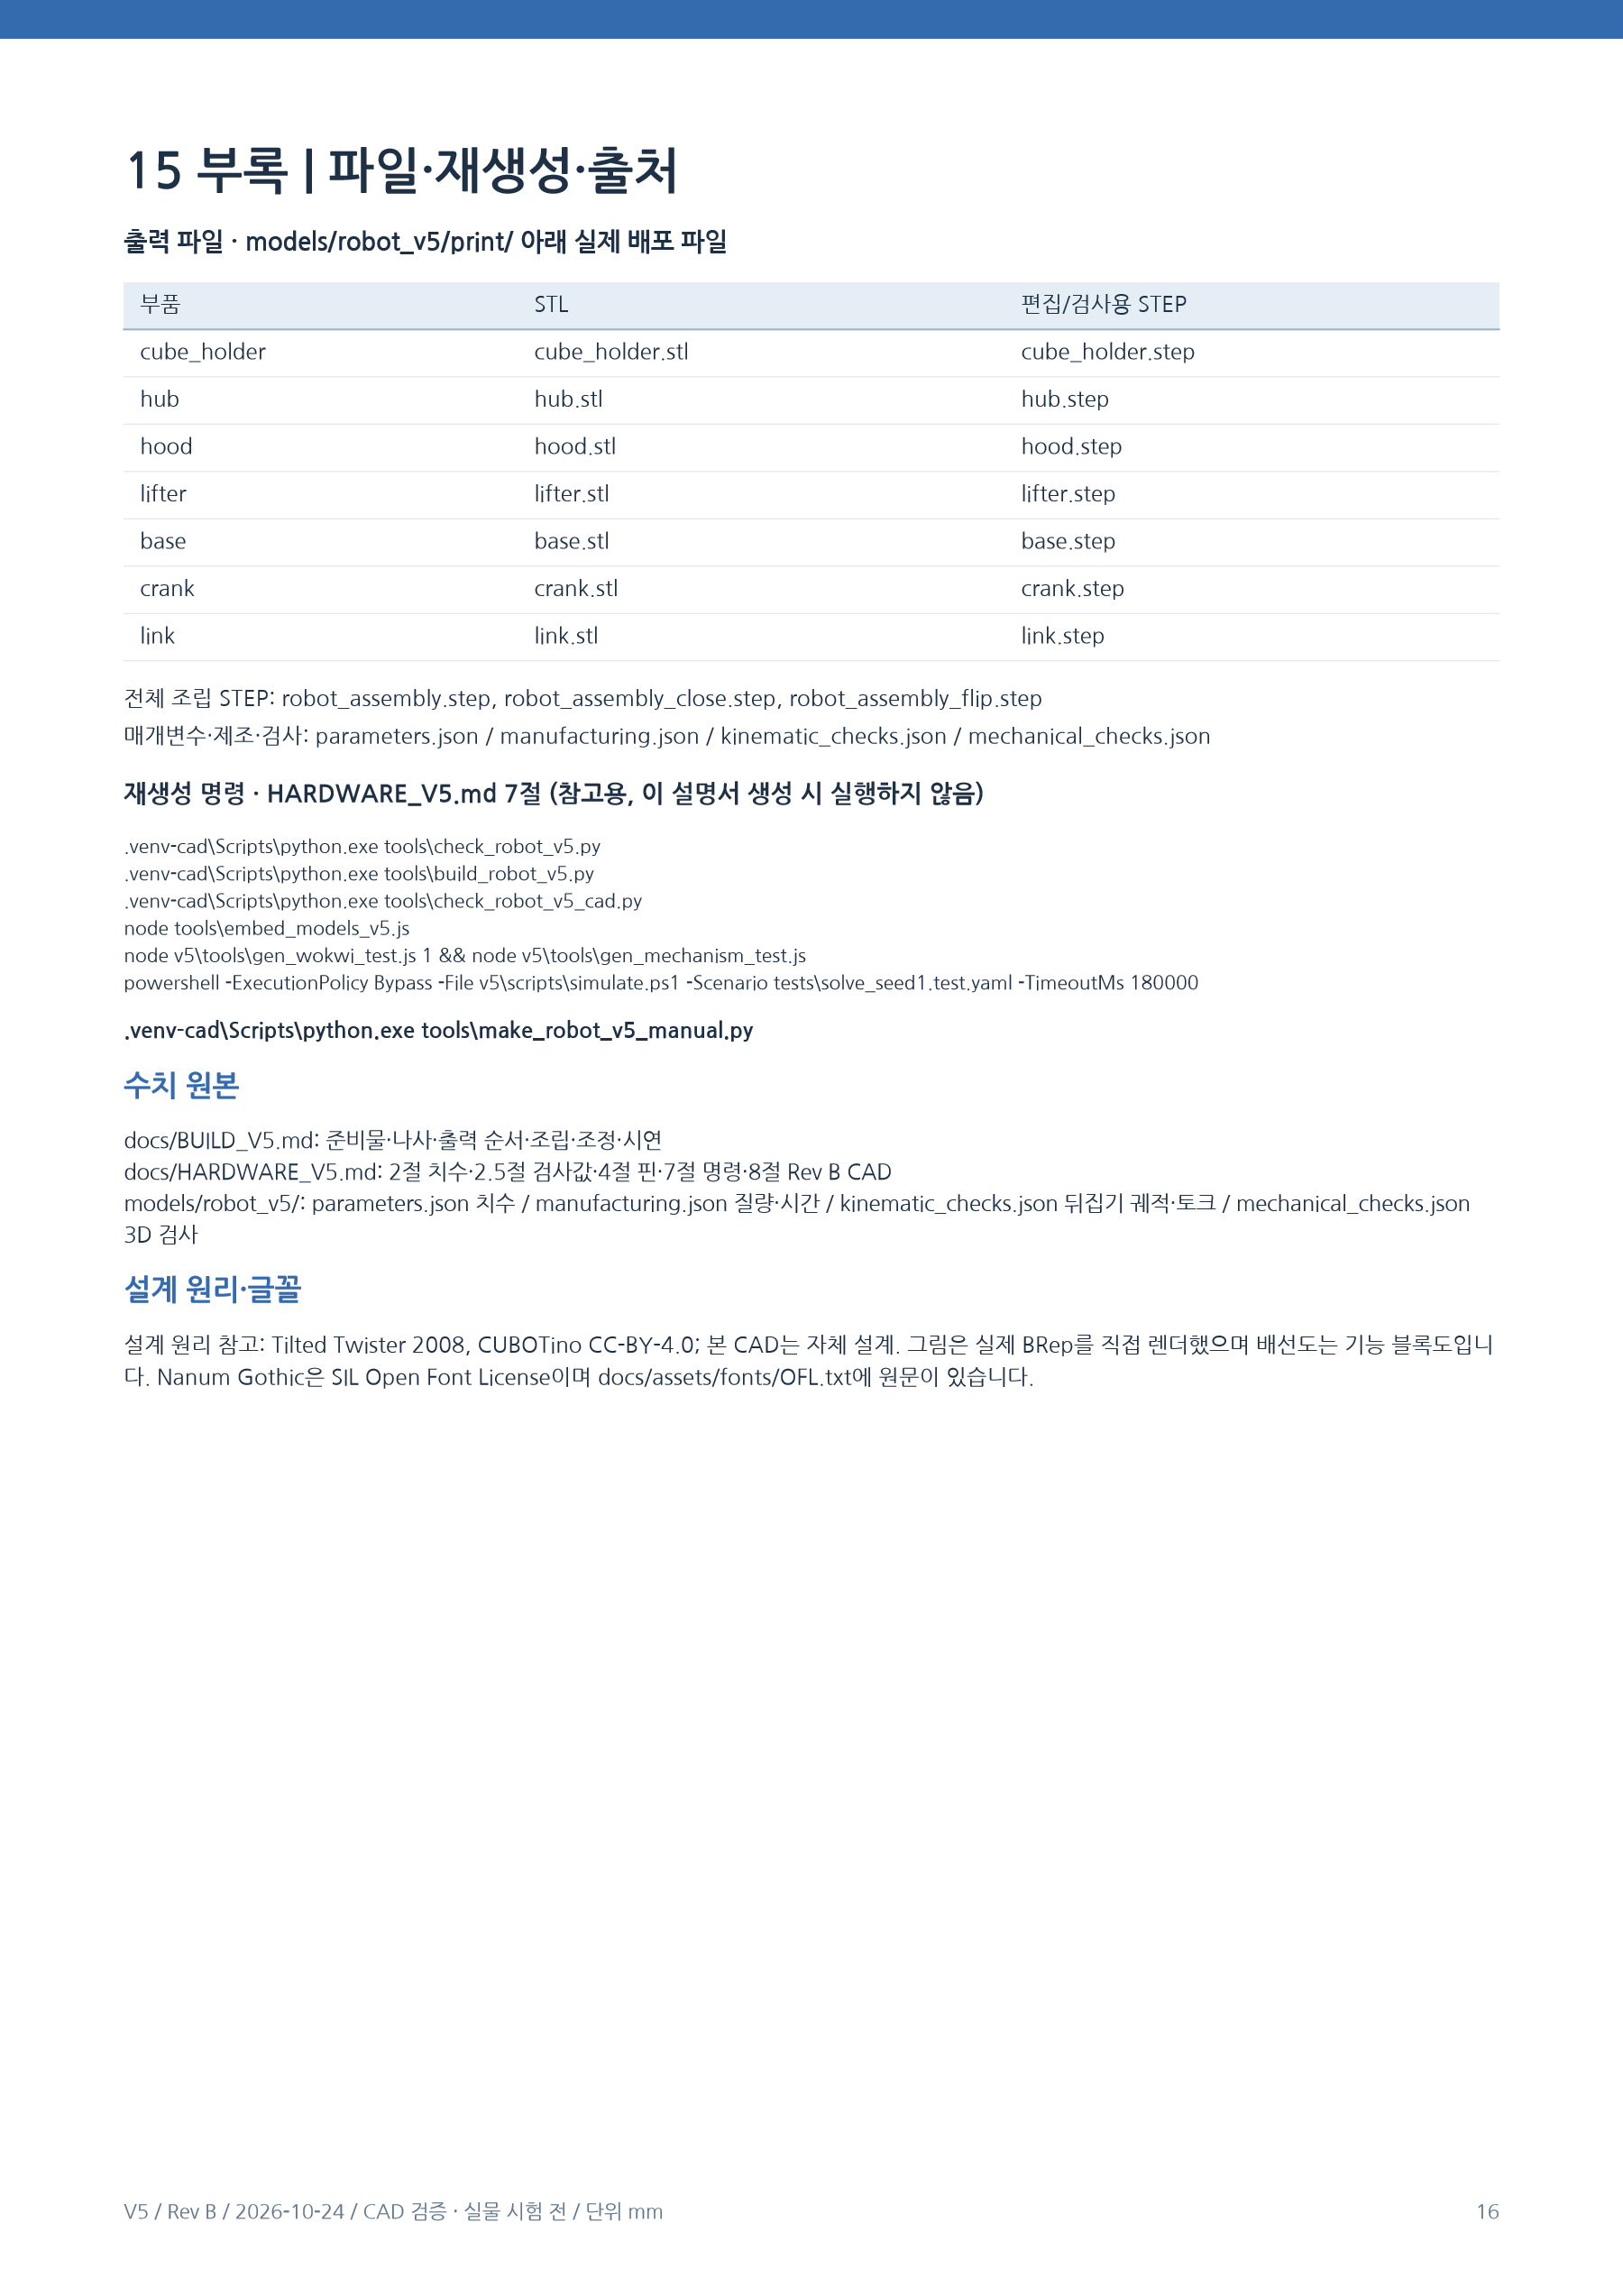 15 부록 | 파일·재생성·출처
출력 파일 · models/robot_v5/print/ 아래 실제 배포 파일
부품 STL 편집/검사용 STEP
cube_holder cube_holder.stl cube_holder.step
hub hub.stl hub.step
hood hood.stl hood.step
lifter lifter.stl lifter.step
base base.stl base.step
crank crank.stl crank.step
link link.stl link.step
전체 조립 STEP: robot_assembly.step, robot_assembly_close.step, robot_assembly_flip.step
매개변수·제조·검사: parameters.json / manufacturing.json / kinematic_checks.json / mechanical_checks.json
재생성 명령 · HARDWARE_V5.md 7절 (참고용, 이 설명서 생성 시 실행하지 않음)
.venv-cad\Scripts\python.exe tools\check_robot_v5.py
.venv-cad\Scripts\python.exe tools\build_robot_v5.py
.venv-cad\Scripts\python.exe tools\check_robot_v5_cad.py
node tools\embed_models_v5.js
node v5\tools\gen_wokwi_test.js 1 && node v5\tools\gen_mechanism_test.js
powershell -ExecutionPolicy Bypass -File v5\scripts\simulate.ps1 -Scenario tests\solve_seed1.test.yaml -TimeoutMs 180000
.venv-cad\Scripts\python.exe tools\make_robot_v5_manual.py
수치 원본
docs/BUILD_V5.md: 준비물·나사·출력 순서·조립·조정·시연
docs/HARDWARE_V5.md: 2절 치수·2.5절 검사값·4절 핀·7절 명령·8절 Rev B CAD
models/robot_v5/: parameters.json 치수 / manufacturing.json 질량·시간 / kinematic_checks.json 뒤집기 궤적·토크 / mechanical_checks.json
3D 검사
설계 원리·글꼴
설계 원리 참고: Tilted Twister 2008, CUBOTino CC-BY-4.0; 본 CAD는 자체 설계. 그림은 실제 BRep를 직접 렌더했으며 배선도는 기능 블록도입니
다. Nanum Gothic은 SIL Open Font License이며 docs/assets/fonts/OFL.txt에 원문이 있습니다.
V5 / Rev B / 2026-10-24 / CAD 검증 · 실물 시험 전 / 단위 mm 16